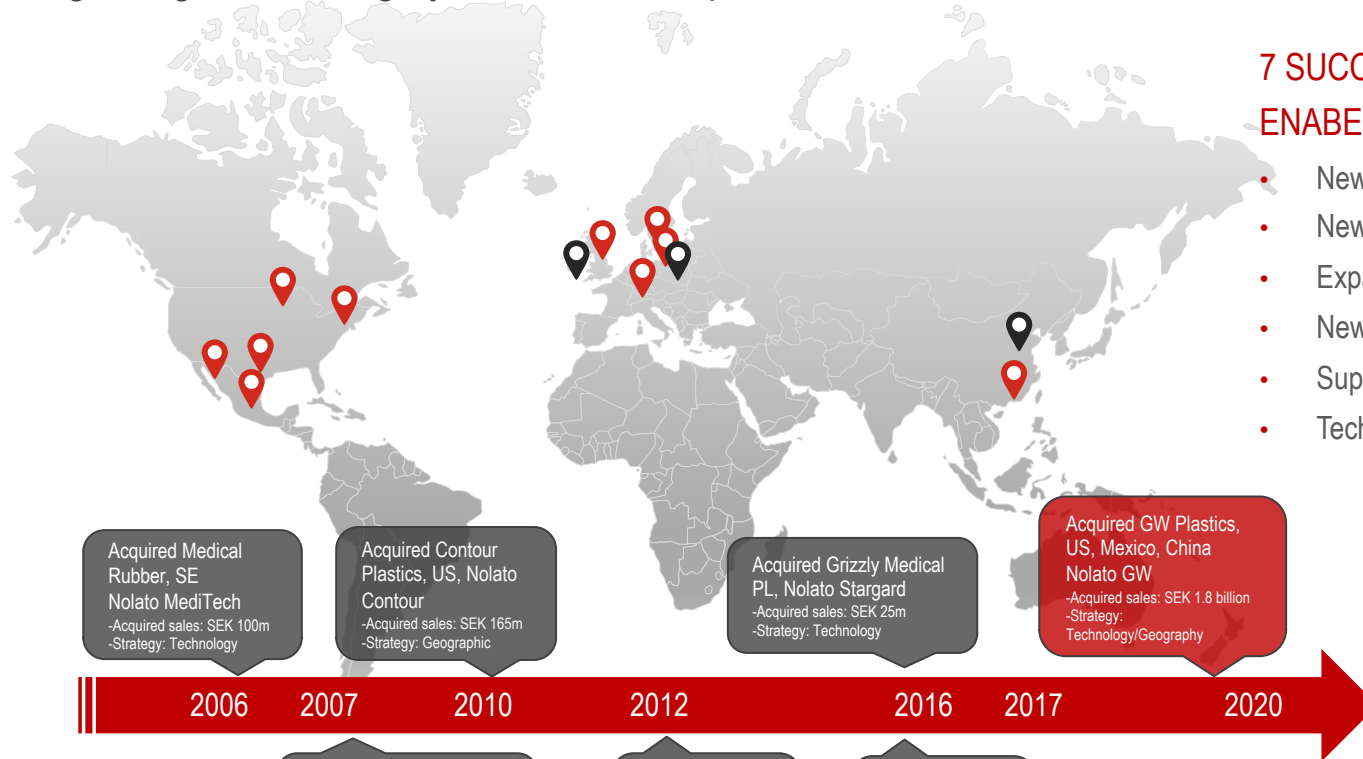 7 SUCC
ENABE
• New
• New
• Expa
• New
• Sup
• Tech
Acquired Medical
Rubber, SE
Nolato MediTech
-Acquired sales: SEK 100m
-Strategy: Technology
Acquired Contour
Plastics, US, Nolato
Contour
-Acquired sales: SEK 165m
-Strategy: Geographic
Acquired Grizzly Medical
PL, Nolato Stargard
-Acquired sales: SEK 25m
-Strategy: Technology
Acquired GW Plastics,
US, Mexico, China
Nolato GW
-Acquired sales: SEK 1.8 billion
-Strategy:
Technology/Geography
2006 2007 2010 2012 2016 2017 2020